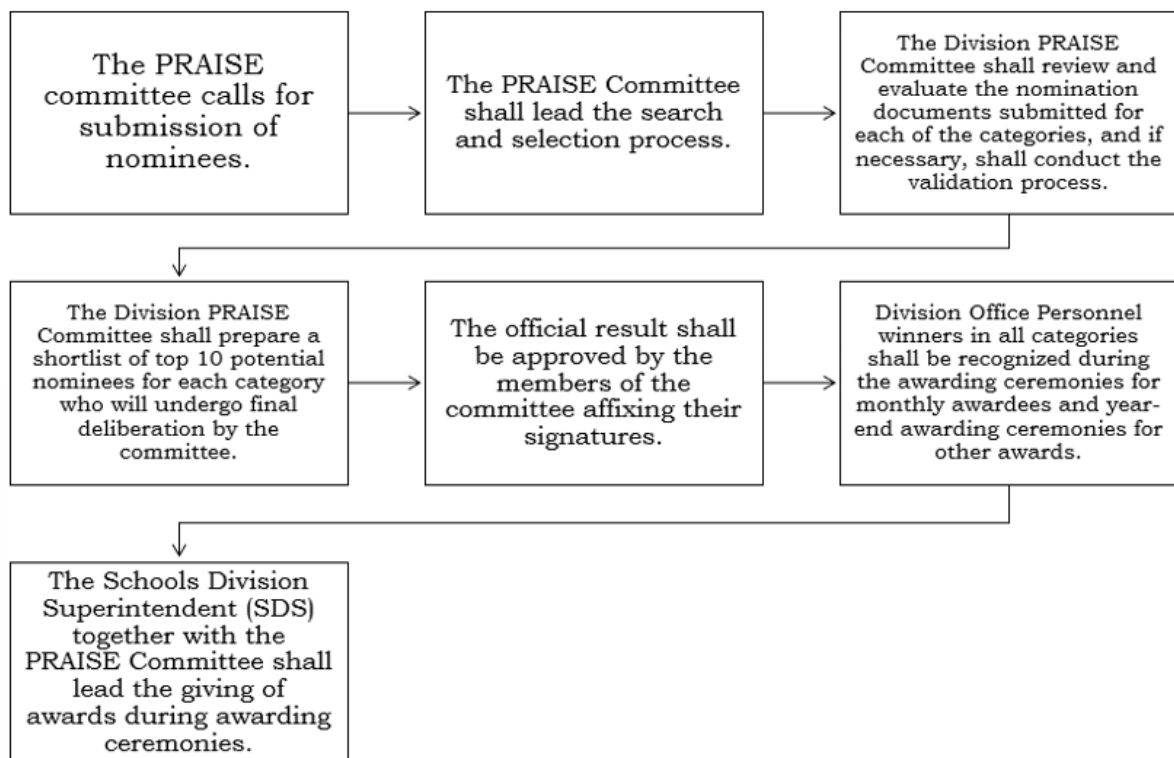 The PRAISE
committee calls for
submission of
nominees.
The PRAISE Committee
shall lead the search
and selection process.
The Division PRAISE
Committee shall review and
evaluate the nomination
documents submitted for
each of the categories, and if
necessary, shall conduct the
validation process.
The Division PRAISE
Committee shall prepare a
shortlist of top 10 potential
nominees for each category
who will undergo final
deliberation by the
committee.
The official result shall
be approved by the
members of the
committee affixing their
signatures.
Division Office Personnel
winners in all categories
shall be recognized during
the awarding ceremonies for
monthly awardees and year-
end awarding ceremonies for
other awards.
The Schools Division
Superintendent (SDS)
together with the
PRAISE Committee shall
lead the giving of
awards during awarding
ceremonies.